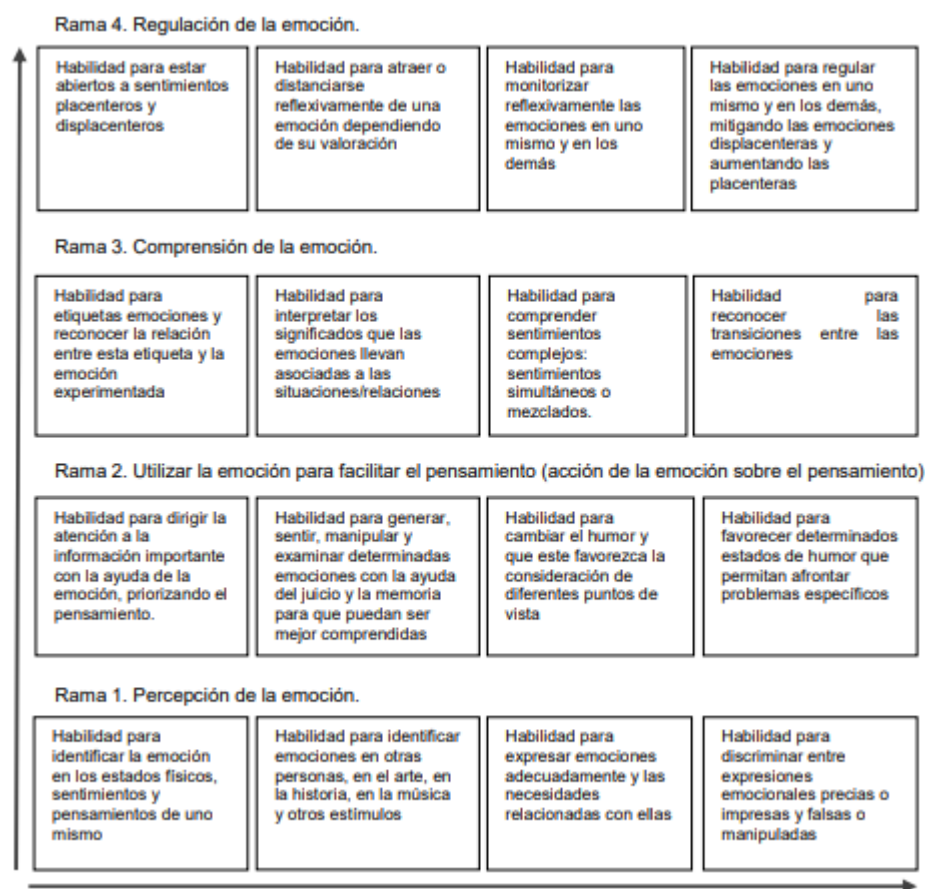 Rama 4. Regulación de la emoción.
Habilidad para estar
abiertos a sentimientos
placenteros y
displacenteros
Habilidad para atraer o
distanciarse
reflexivamente de una
emoción dependiendo
de su valoración
Habilidad para
monitorizar
reflexivamente las
emociones en uno
mismo y en los
demás
Habilidad para regular
las emociones en uno
mismo y en los demás,
mitigando las emociones
displacenteras y
aumentando las
placenteras
Rama 3. Comprensión de la emoción.
Habilidad para
etiquetas emociones y
reconocer la relación
entre esta etiqueta y la
emoción
experimentada
Habilidad para
interpretar los
significados que las
emociones llevan
asociadas a las
situaciones/relaciones
Habilidad para
comprender
sentimientos
complejos:
sentimientos
simultáneos o
mezclados.
Habilidad para
reconocer las
transiciones entre las
emociones
Rama 2. Utilizar la emoción para facilitar el pensamiento (acción de la emoción sobre el pensamiento)
Habilidad para dirigir la
atención a la
información importante
con la ayuda de la
emoción, priorizando el
pensamiento.
Habilidad para generar,
sentir, manipular y
examinar determinadas
emociones con la ayuda
del juicio y la memoria
para que puedan ser
mejor comprendidas
Habilidad para
cambiar el humor y
que este favorezca la
consideración de
diferentes puntos de
vista
Habilidad para
favorecer determinados
estados de humor que
permitan afrontar
problemas específicos
Rama 1. Percepción de la emoción.
Habilidad para
identificar la emoción
en los estados físicos,
sentimientos y
pensamientos de uno
mismo
Habilidad para identificar
emociones en otras
personas, en el arte, en
la historia, en la música
y otros estímulos
Habilidad para
expresar emociones
adecuadamente y las
necesidades
relacionadas con ellas
Habilidad para
discriminar entre
expresiones
emocionales precisas o
impresas y falsas o
manipuladas